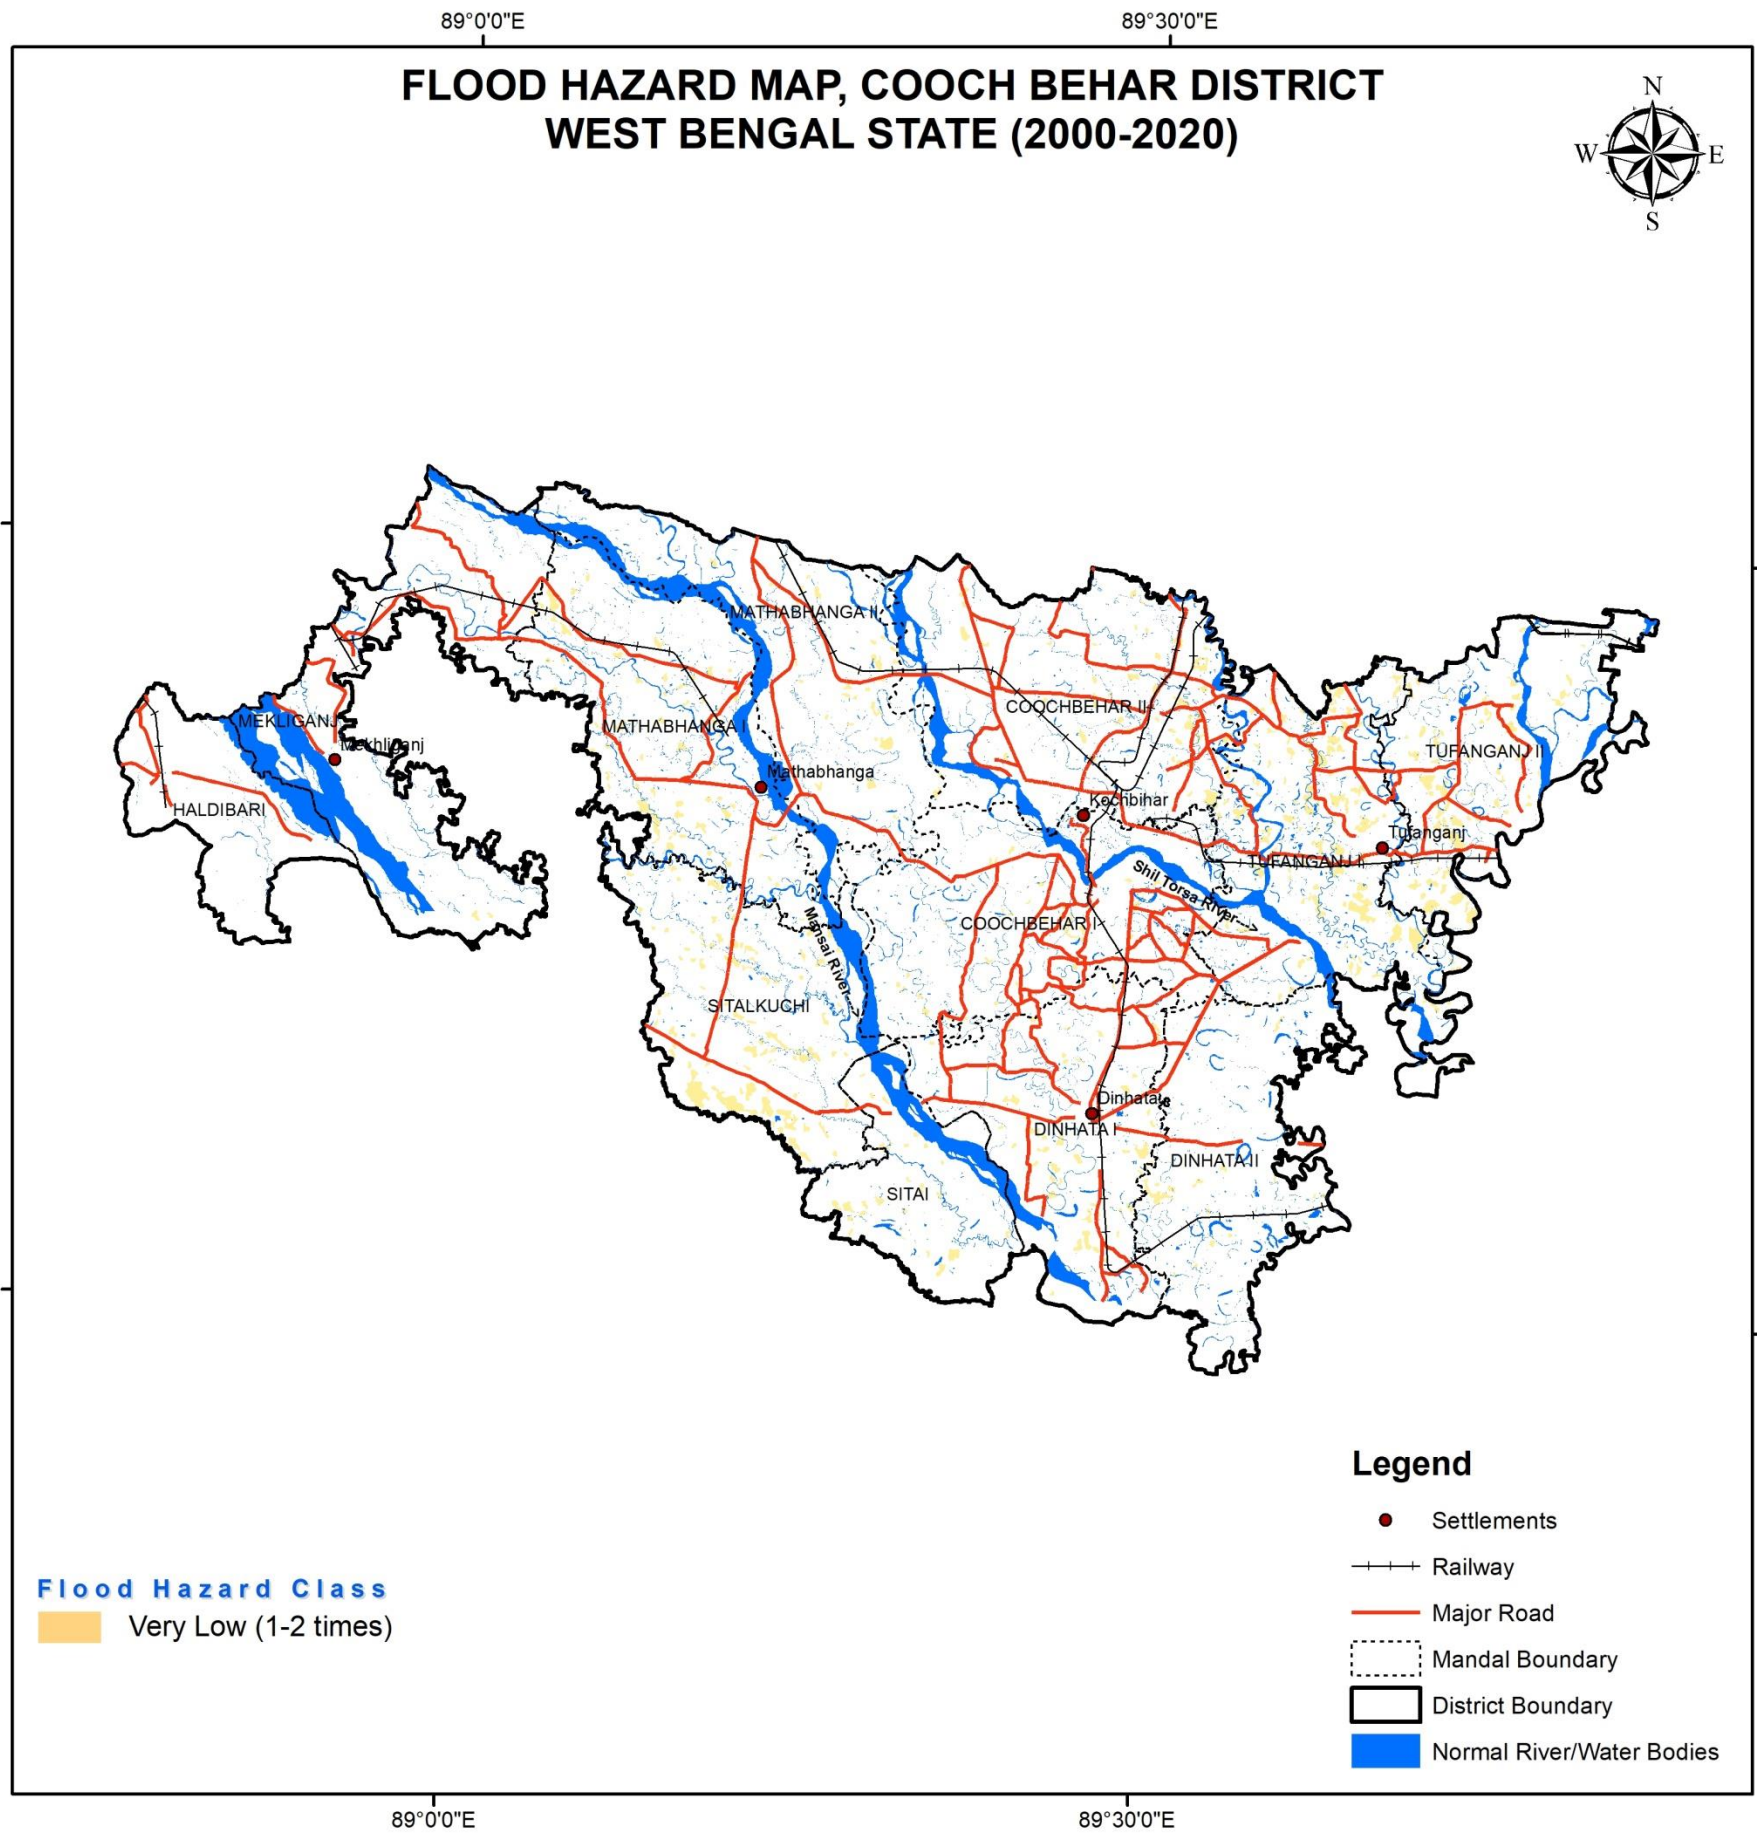 89°0'0"E
89°30'0"E
FLOOD HAZARD MAP, COOCH BEHAR DISTRICT
WEST BENGAL STATE (2000-2020)
N
W
E
S
MATHABHANGA II
COOCHBEHAR II
MATHABHANGA I
MEKLIGANJ
Mekhliganj
TUFANGANJ II
Mathabhanga
HALDIBARI
Kochbihar
Tufanganj
TUFANGANJ I
Shil Torsa River
COOCHBEHAR I
Mansai River
SITALKUCHI
Dinhata
DINHATA I
DINHATA II
SITAI
Legend
Settlements
Railway
Major Road
Mandal Boundary
District Boundary
Normal River/Water Bodies
Flood Hazard Class
Very Low (1-2 times)
89°0'0"E
89°30'0"E